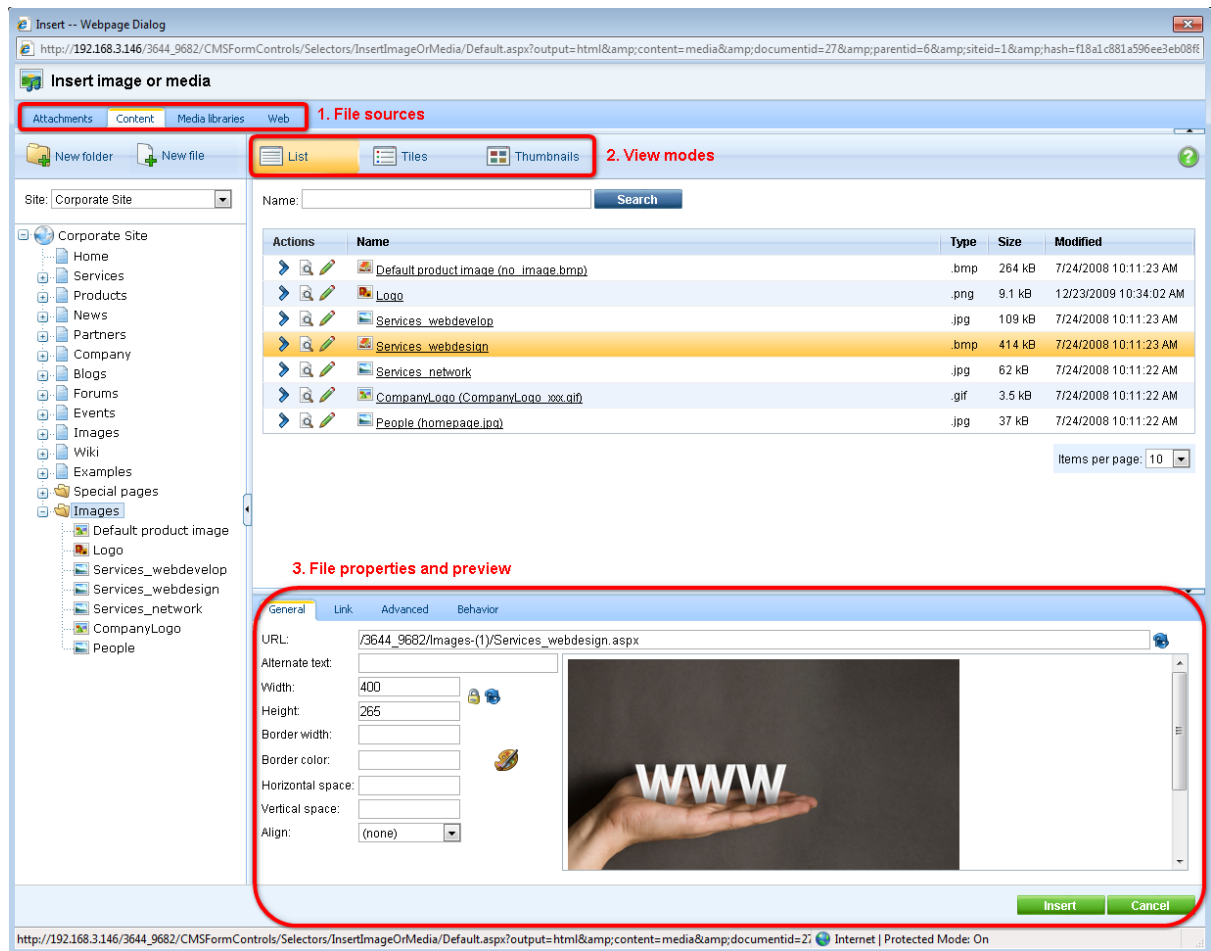 Insert -- Webpage Dialog
http://192.168.3.146/3644_9682/CMSFormControls/Selectors/InsertImageOrMedia/Default.aspx?output=html&amp;content=media&amp;documentid=27&amp;parentid=6&amp;siteid=1&amp;hash=f18a1c881a596ee3eb08f8
Insert image or media
Attachments Content Media libraries Web 1. File sources
New folder New file List Tiles Thumbnails 2. View modes
Site: Corporate Site Name: Search
Corporate Site
Home
Services
Products
News
Partners
Company
Blogs
Forums
Events
Images
Wiki
Examples
Special pages
Images
Default product image
Logo
Services_webdevelop
Services_webdesign
Services_network
CompanyLogo
People
Actions Name Type Size Modified
Default product image (no_image.bmp) .bmp 264 kB 7/24/2008 10:11:23 AM
Logo .png 9.1 kB 12/23/2009 10:34:02 AM
Services_webdevelop .jpg 109 kB 7/24/2008 10:11:23 AM
Services_webdesign .bmp 414 kB 7/24/2008 10:11:23 AM
Services_network .jpg 62 kB 7/24/2008 10:11:22 AM
CompanyLogo (CompanyLogo_xxx.gif) .gif 3.5 kB 7/24/2008 10:11:22 AM
People (homepage.jpg) .jpg 37 kB 7/24/2008 10:11:22 AM
Items per page: 10
3. File properties and preview
General Link Advanced Behavior
URL: /3644_9682/Images-(1)/Services_webdesign.aspx
Alternate text:
Width: 400
Height: 265
Border width:
Border color:
Horizontal space:
Vertical space:
Align: (none)
WWW
Insert Cancel
http://192.168.3.146/3644_9682/CMSFormControls/Selectors/InsertImageOrMedia/Default.aspx?output=html&amp;content=media&amp;documentid=27 Internet | Protected Mode: On